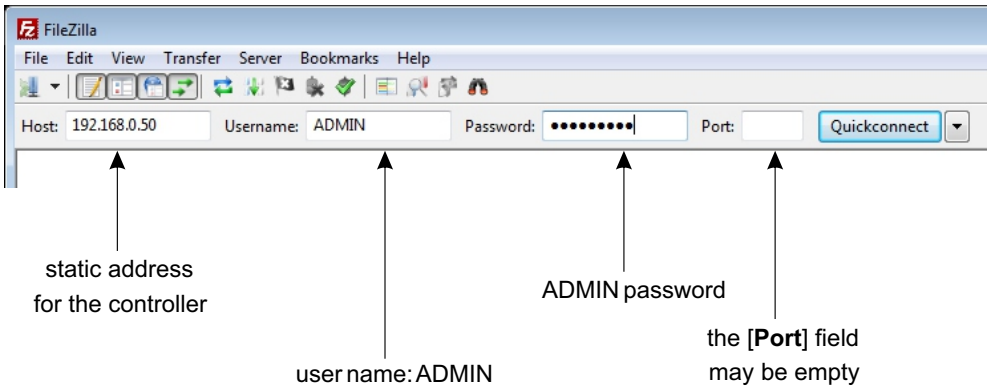 FileZilla
File Edit View Transfer Server Bookmarks Help
Host: 192.168.0.50 Username: ADMIN Password: ●●●●●●●●● Port: Quickconnect
static address
for the controller
ADMIN password
the [Port] field
may be empty
user name: ADMIN